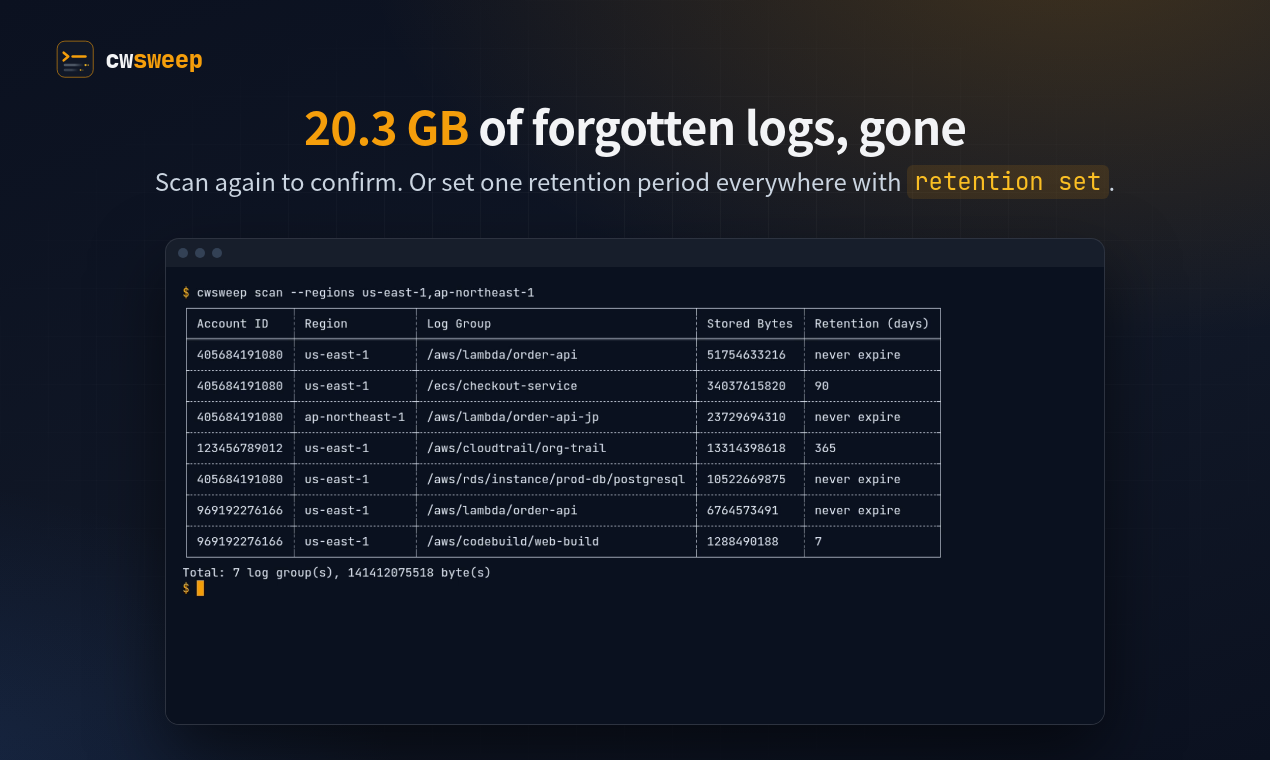 cwsweep
20.3 GB of forgotten logs, gone
Scan again to confirm. Or set one retention period everywhere with retention set.
$ cwsweep scan --regions us-east-1,ap-northeast-1
Account ID Region Log Group Stored Bytes Retention (days)
405684191080 us-east-1 /aws/lambda/order-api 51754633216 never expire
405684191080 us-east-1 /ecs/checkout-service 34037615820 90
405684191080 ap-northeast-1 /aws/lambda/order-api-jp 23729694310 never expire
123456789012 us-east-1 /aws/cloudtrail/org-trail 13314398618 365
405684191080 us-east-1 /aws/rds/instance/prod-db/postgresql 10522669875 never expire
969192276166 us-east-1 /aws/lambda/order-api 6764573491 never expire
969192276166 us-east-1 /aws/codebuild/web-build 1288490188 7
Total: 7 log group(s), 141412075518 byte(s)
$